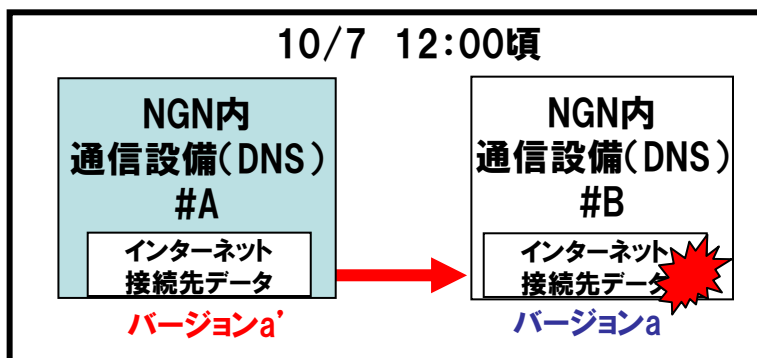 10/7 12:00頃
NGN内
通信設備(DNS)
#A
インターネット
接続先データ
バージョンa’
NGN内
通信設備(DNS)
#B
インターネット
接続先データ
バージョンa